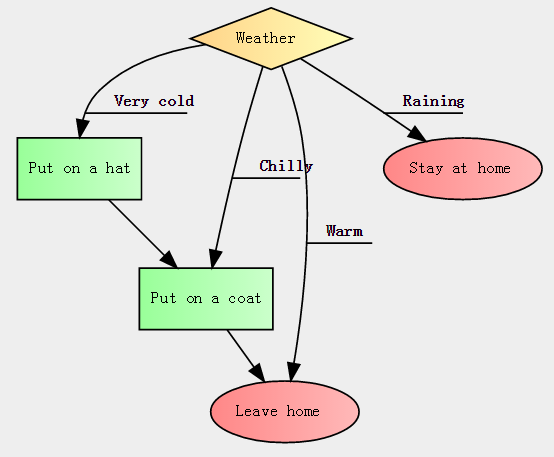 Weather
Very cold
Raining
Put on a hat
Chilly
Stay at home
Warm
Put on a coat
Leave home